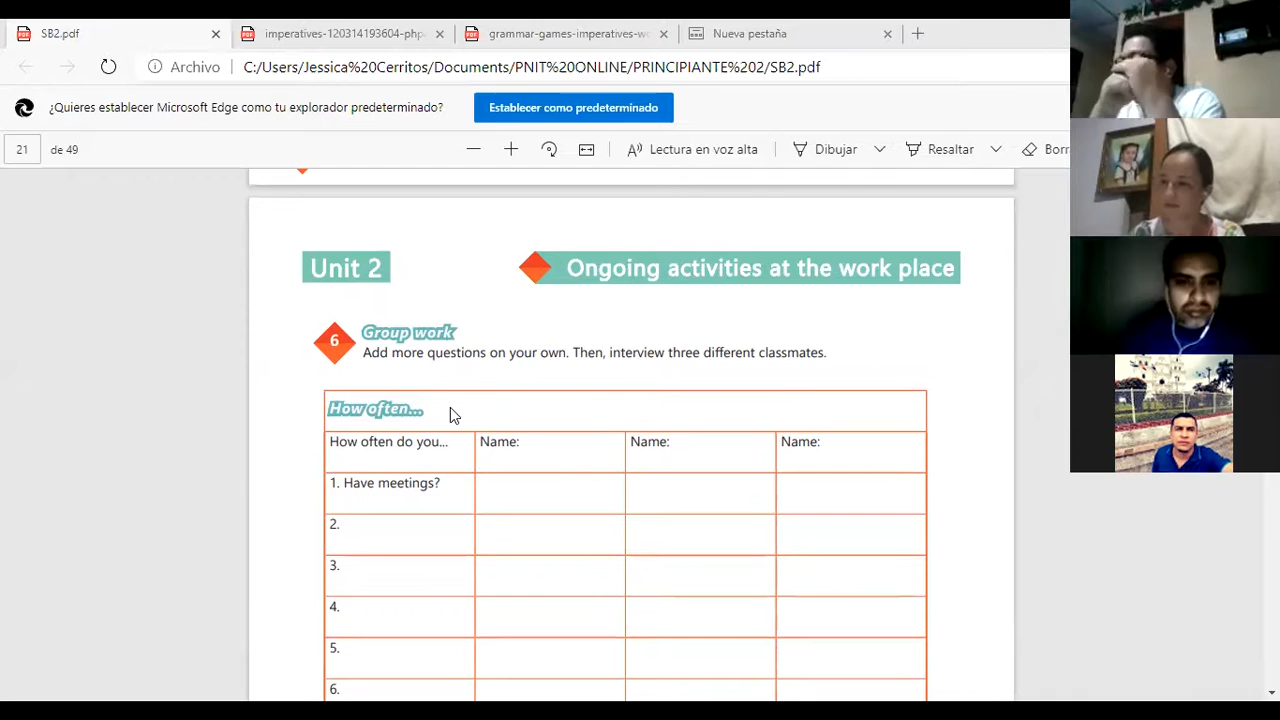 SB2.pdf
imperatives-120314193604-php
grammar-games-imperatives-w
Nueva pestaña
Archivo
C:/Users/Jessica%20Cerritos/Documents/PNIT%20ONLINE/PRINCIPIANTE%202/SB2.pdf
¿Quieres establecer Microsoft Edge como tu explorador predeterminado?
Establecer como predeterminado
21 de 49
Lectura en voz alta
Dibujar
Resaltar
Borr
Unit 2
Ongoing activities at the work place
6 Group work
Add more questions on your own. Then, interview three different classmates.
How often...
How often do you... Name: Name: Name:
1. Have meetings?
2.
3.
4.
5.
6.